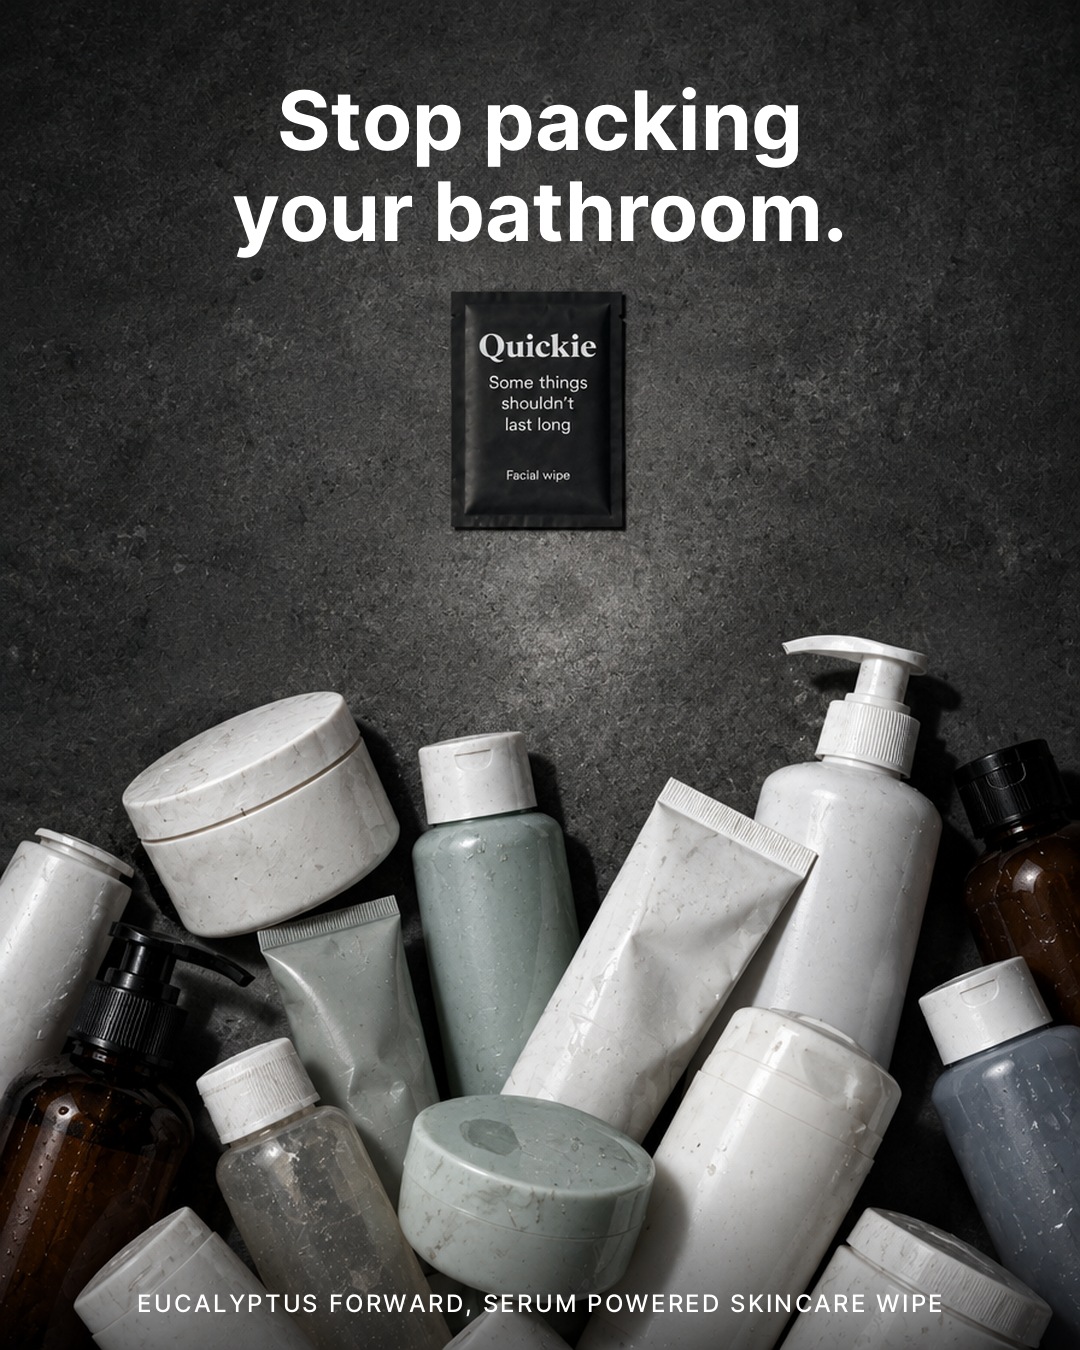 Stop packing
your bathroom.
Quickie
Some things
shouldn't
last long
Facial wipe
EUCALYPTUS FORWARD, SERUM POWERED SKINCARE WIPE